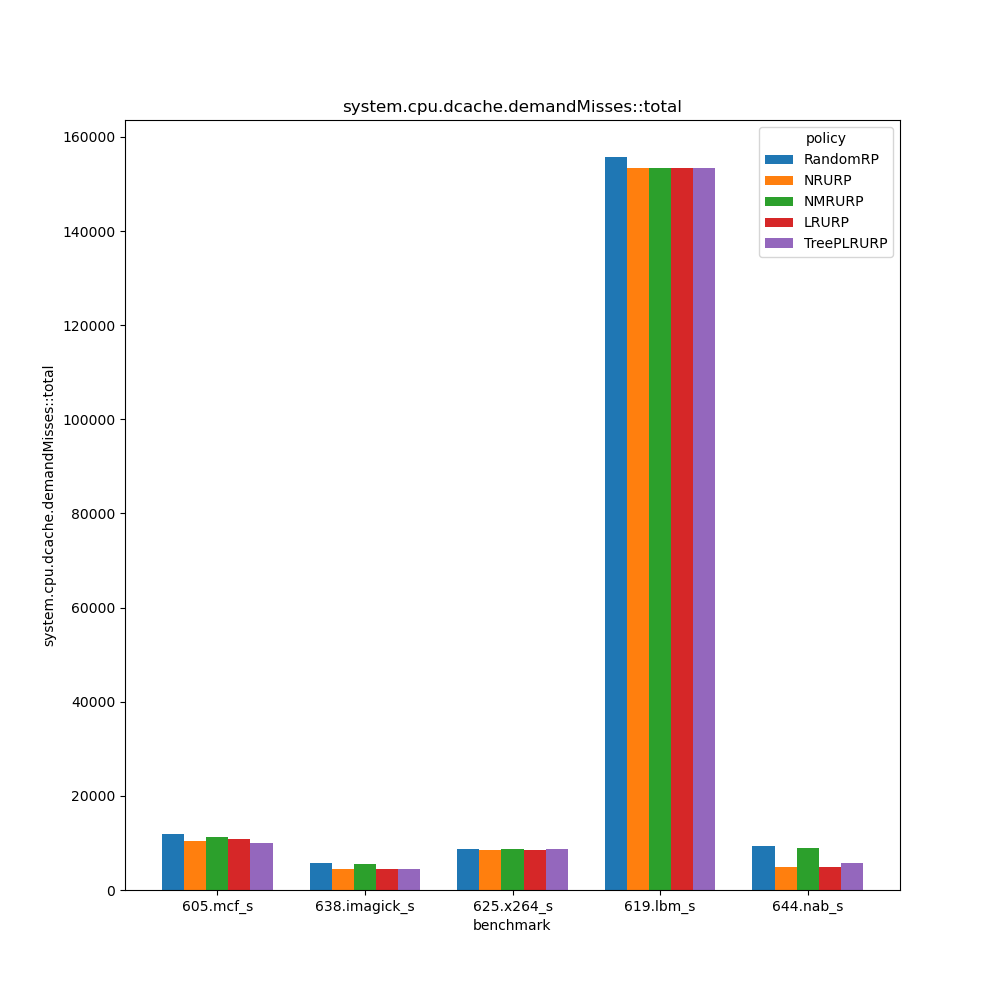 system.cpu.dcache.demandMisses::total
policy
RandomRP
NRURP
NMRURP
LRURP
TreePLRURP
system.cpu.dcache.demandMisses::total
160000
140000
120000
100000
80000
60000
40000
20000
0
605.mcf_s
638.imagick_s
625.x264_s
619.lbm_s
644.nab_s
benchmark